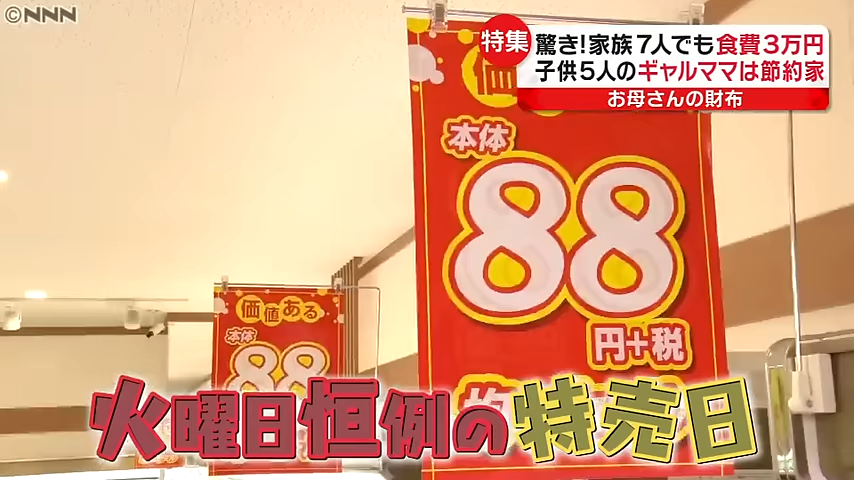 ©NNN
特集
驚き!家族7人でも食費3万円
子供5人のギャルママは節約家
お母さんの財布
価
本体
88
円+税
価値ある
本体
88
火曜日恒例の特売日